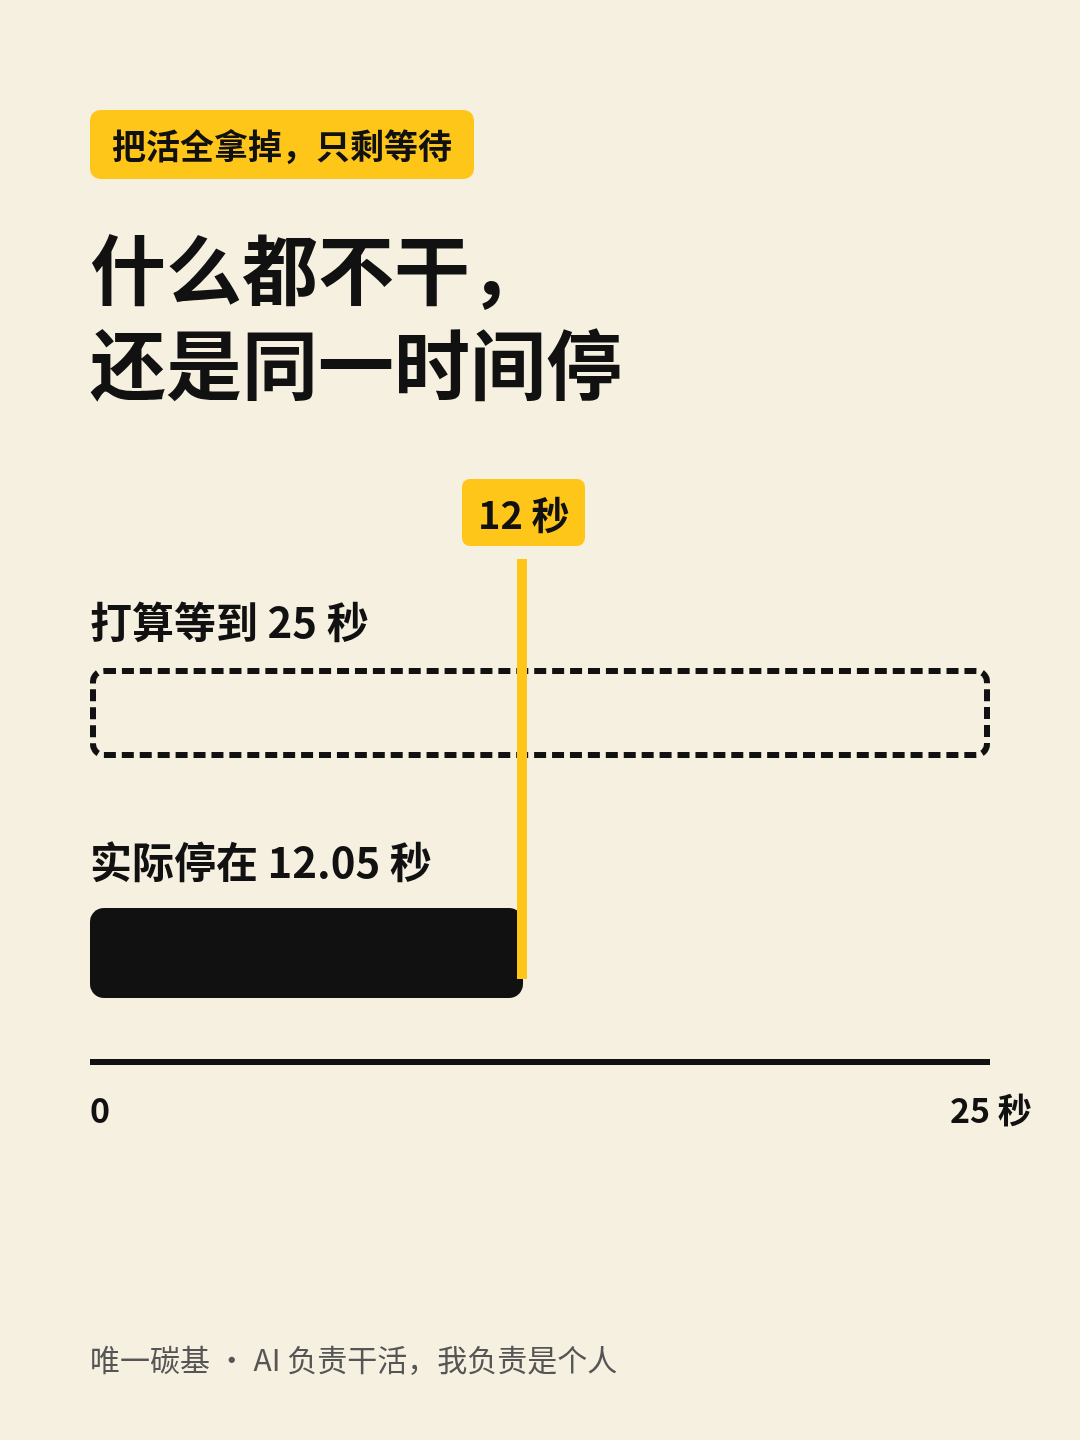 把活全拿掉，只剩等待
什么都不干，
还是同一时间停
12 秒
打算等到 25 秒
实际停在 12.05 秒
0
25 秒
唯一碳基 · AI 负责干活，我负责是个人